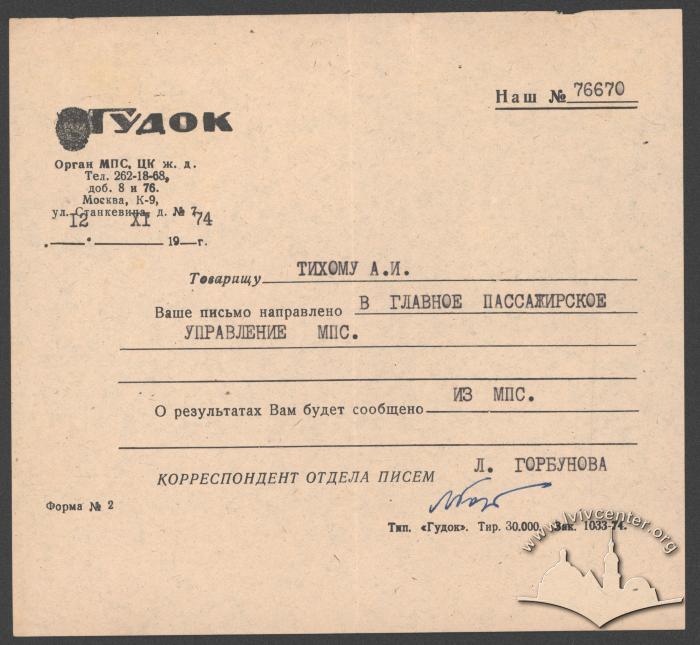 Наш № 76670
ГУДОК
Орган МПС, ЦК ж. д.
Тел. 262-18-68,
доб. 8 и 76.
Москва, К-9,
ул. Станкевича, д. № 7
12 XI 74
19 г.
Товарищу ТИХОМУ А.И.
Ваше письмо направлено В ГЛАВНОЕ ПАССАЖИРСКОЕ
УПРАВЛЕНИЕ МПС.
О результатах Вам будет сообщено ИЗ МПС.
КОРРЕСПОНДЕНТ ОТДЕЛА ПИСЕМ Л. ГОРБУНОВА
Форма № 2
Тип. «Гудок». Тир. 30.000. Зак. 1033-74.
www.lvivcenter.org